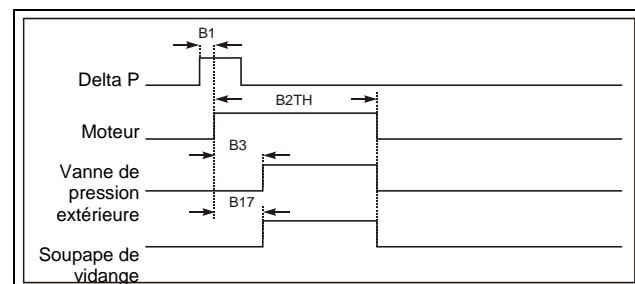 B1
Delta P
B2TH
Moteur
B3
Vanne de
pression
extérieure
B17
Soupape de
vidange